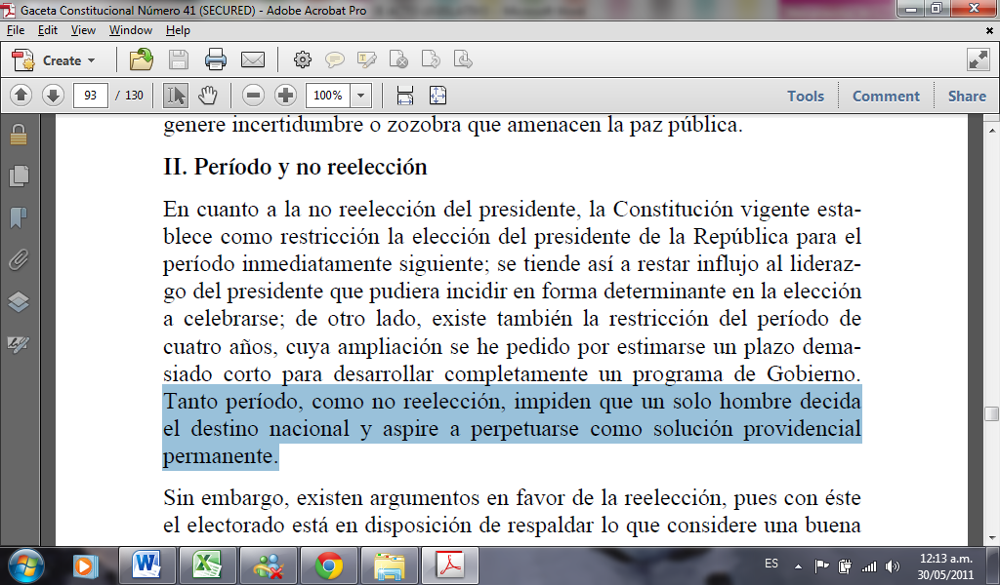 Gaceta Constitucional Número 41 (SECURED) - Adobe Acrobat Pro
File Edit View Window Help
Create
93 / 130 100% Tools Comment Share
genere incertidumbre o zozobra que amenacen la paz pública.
II. Período y no reelección
En cuanto a la no reelección del presidente, la Constitución vigente esta-
blece como restricción la elección del presidente de la República para el
período inmediatamente siguiente; se tiende así a restar influjo al lideraz-
go del presidente que pudiera incidir en forma determinante en la elección
a celebrarse; de otro lado, existe también la restricción del período de
cuatro años, cuya ampliación se he pedido por estimarse un plazo dema-
siado corto para desarrollar completamente un programa de Gobierno.
Tanto período, como no reelección, impiden que un solo hombre decida
el destino nacional y aspire a perpetuarse como solución providencial
permanente.
Sin embargo, existen argumentos en favor de la reelección, pues con éste
el electorado está en disposición de respaldar lo que considere una buena
ES 12:13 a.m.
30/05/2011